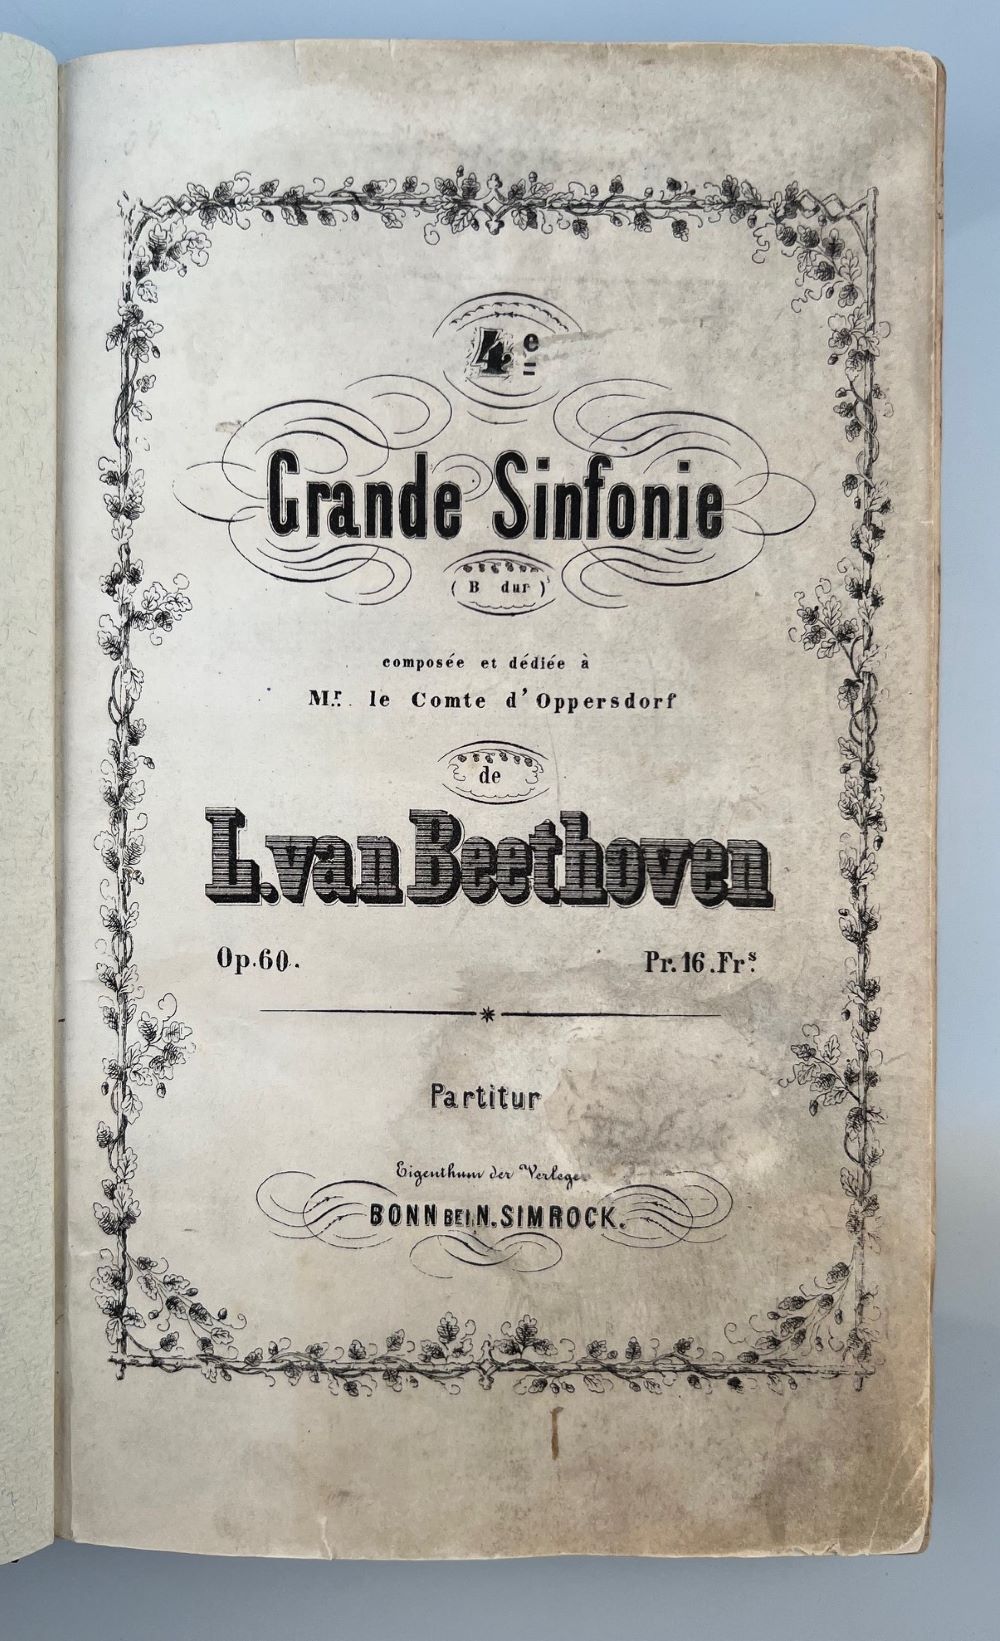 4e
Grande Sinfonie
( B dur )
composée et dédiée à
Mr. le Comte d'Oppersdorf
de
L. van Beethoven
Op. 60. Pr. 16. Frs.
Partitur
Eigenthum der Verleger
BONN BEI N. SIMROCK.